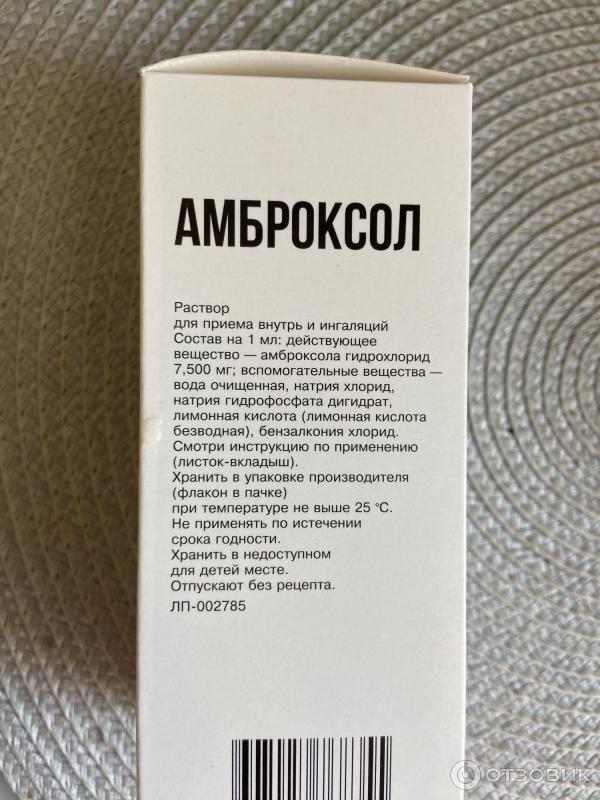 АМБРОКСОЛ
Раствор
для приема внутрь и ингаляций
Состав на 1 мл: действующее
вещество — амброксола гидрохлорид
7,500 мг; вспомогательные вещества —
вода очищенная, натрия хлорид,
натрия гидрофосфата дигидрат,
лимонная кислота (лимонная кислота
безводная), бензалкония хлорид.
Смотри инструкцию по применению
(листок-вкладыш).
Хранить в упаковке производителя
(флакон в пачке)
при температуре не выше 25 °С.
Не применять по истечении
срока годности.
Хранить в недоступном
для детей месте.
Отпускают без рецепта.
ЛП-002785
ОТЗОВИК